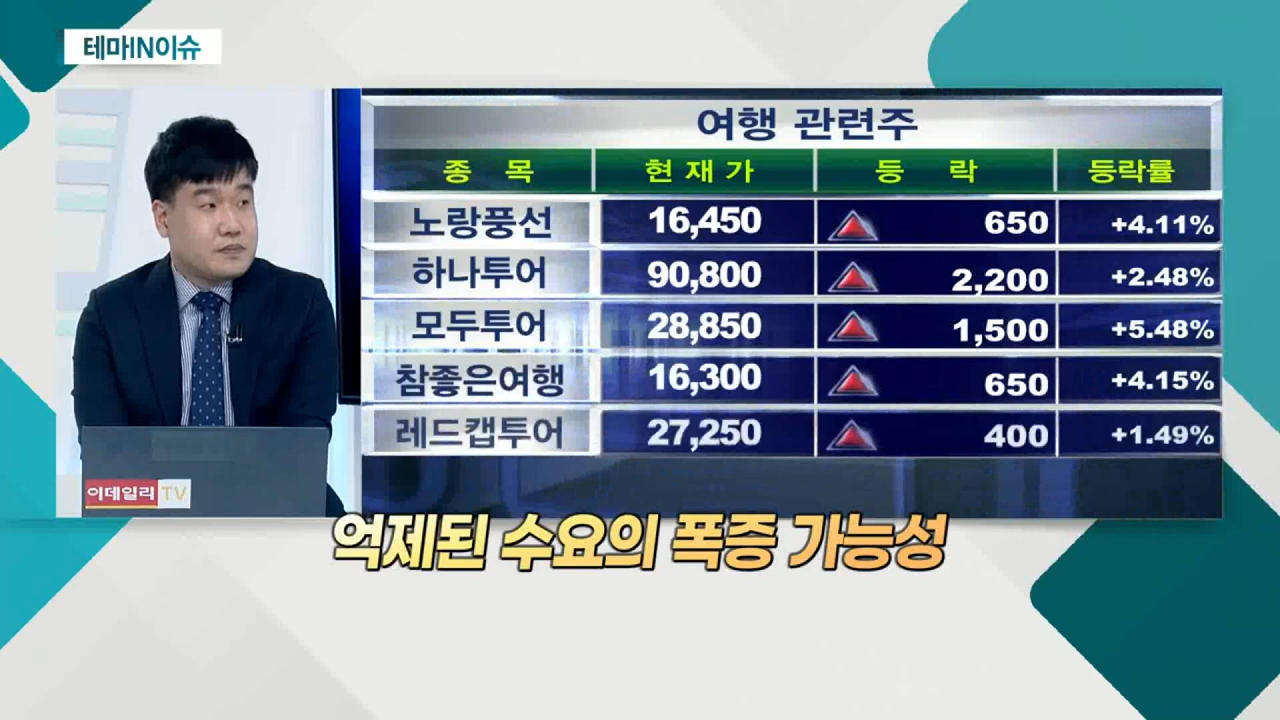 테마IN이슈
여행 관련주
종 목 현 재 가 등 락 등락률
노랑풍선 16,450 650 +4.11%
하나투어 90,800 2,200 +2.48%
모두투어 28,850 1,500 +5.48%
참좋은여행 16,300 650 +4.15%
레드캡투어 27,250 400 +1.49%
이데일리 TV
억제된 수요의 폭증 가능성